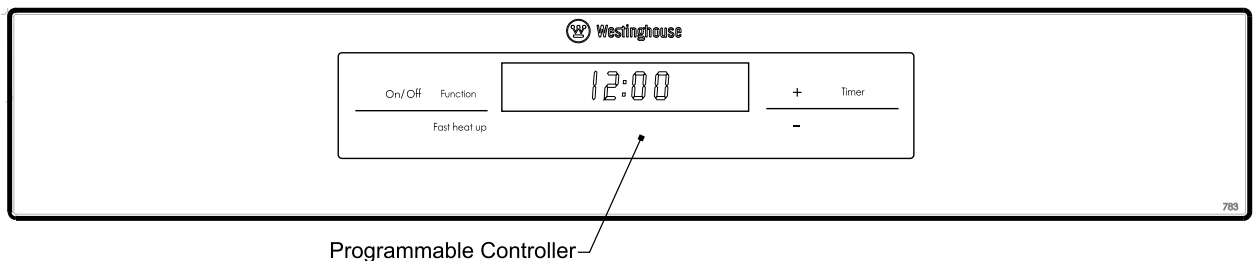 Westinghouse
12:00
On/Off Function
+ Timer
Fast heat up
-
783
Programmable Controller